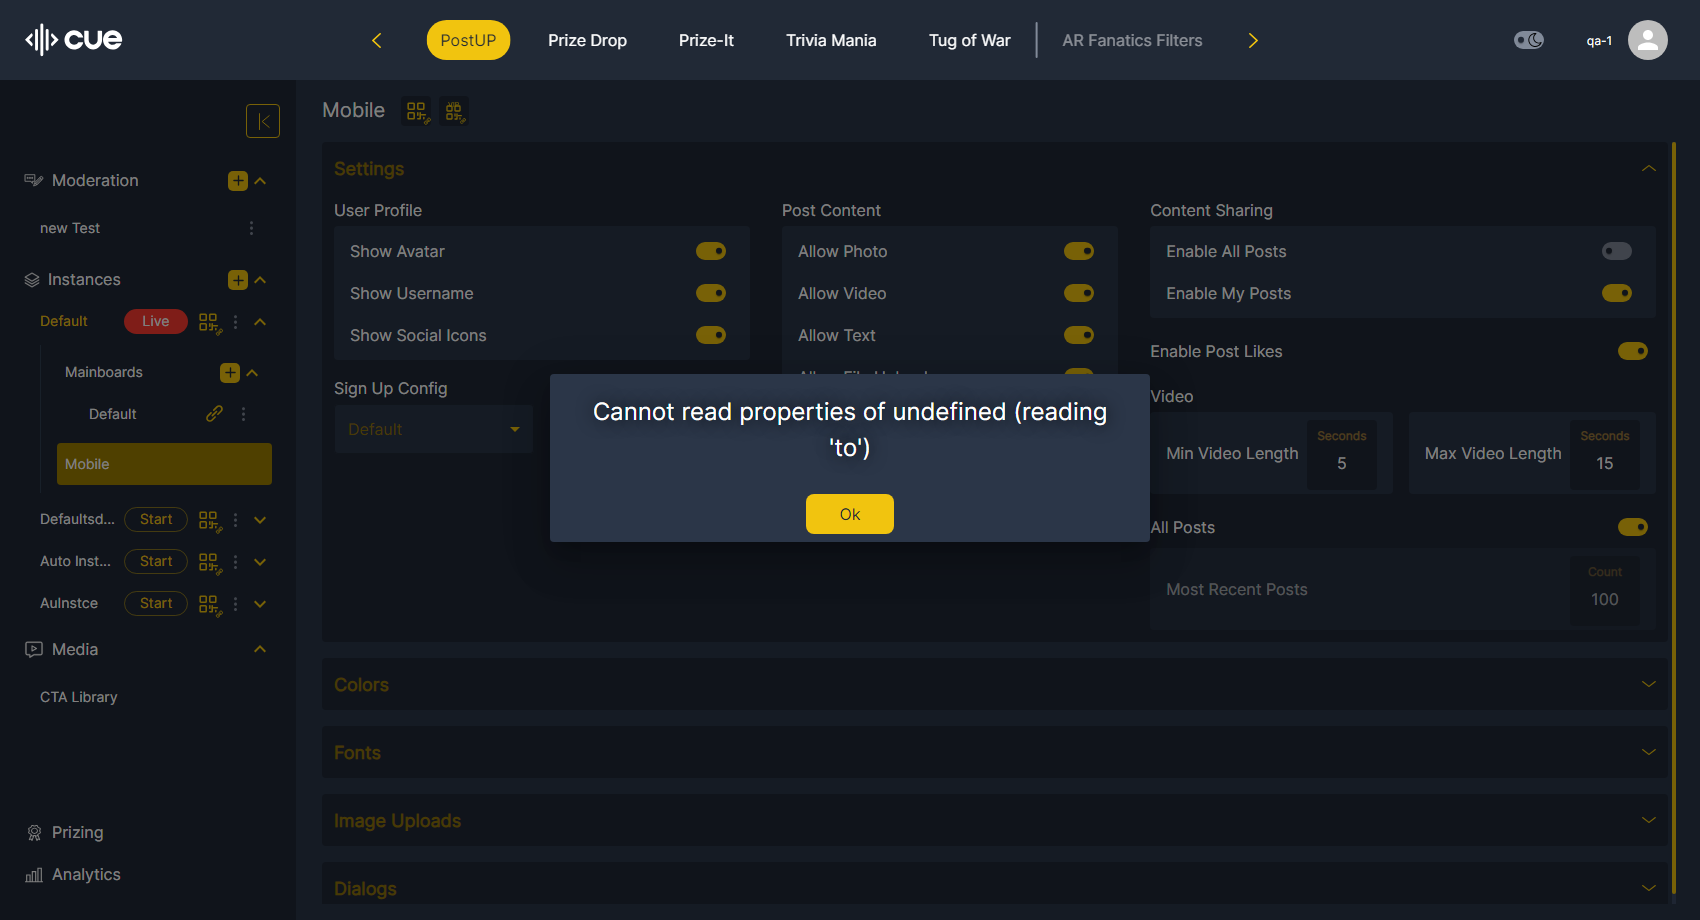 cue
PostUP
Prize Drop
Prize-It
Trivia Mania
Tug of War
AR Fanatics Filters
qa-1
Mobile
Moderation
new Test
Instances
Default
Live
Mainboards
Default
Mobile
Defaultsd...
Start
Auto Inst...
Start
AuInstce
Start
Media
CTA Library
Prizing
Analytics
Settings
User Profile
Show Avatar
Show Username
Show Social Icons
Sign Up Config
Default
Post Content
Allow Photo
Allow Video
Allow Text
Content Sharing
Enable All Posts
Enable My Posts
Enable Post Likes
Video
Min Video Length
Seconds
5
Max Video Length
Seconds
15
All Posts
Most Recent Posts
Count
100
Cannot read properties of undefined (reading
'to')
Ok
Colors
Fonts
Image Uploads
Dialogs